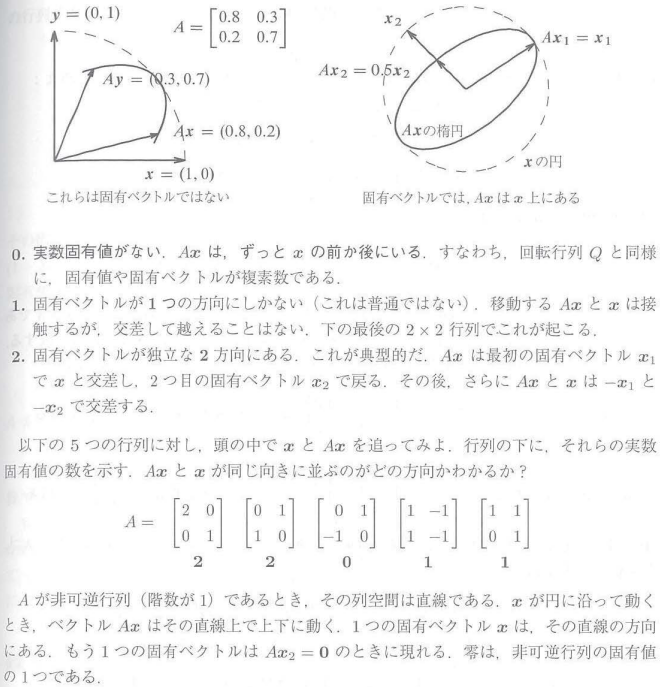 y = (0, 1)
A = [0.8 0.3
0.2 0.7]
Ay = (0.3, 0.7)
Ax = (0.8, 0.2)
x = (1, 0)
これらは固有ベクトルではない
x₂
Ax₁ = x₁
Ax₂ = 0.5x₂
Axの楕円
xの円
固有ベクトルでは, Ax は x 上にある
0. 実数固有値がない. Ax は, ずっと x の前か後にいる. すなわち, 回転行列 Q と同様
に, 固有値や固有ベクトルが複素数である.
1. 固有ベクトルが 1 つの方向にしかない（これは普通ではない）. 移動する Ax と x は接
触するが, 交差して越えることはない. 下の最後の 2 × 2 行列でこれが起こる.
2. 固有ベクトルが独立な 2 方向にある. これが典型的だ. Ax は最初の固有ベクトル x₁
で x と交差し, 2 つ目の固有ベクトル x₂ で戻る. その後, さらに Ax と x は −x₁ と
−x₂ で交差する.
以下の 5 つの行列に対し, 頭の中で x と Ax を追ってみよ. 行列の下に, それらの実数
固有値の数を示す. Ax と x が同じ向きに並ぶのがどの方向かわかるか？
A = [2 0 [0 1 [0 1 [1 −1 [1 1
0 1] 1 0] −1 0] 1 −1] 0 1]
2 2 0 1 1
A が非可逆行列（階数が 1）であるとき, その列空間は直線である. x が円に沿って動く
とき, ベクトル Ax はその直線上で上下に動く. 1 つの固有ベクトル x は, その直線の方向
にある. もう 1 つの固有ベクトルは Ax₂ = 0 のときに現れる. 零は, 非可逆行列の固有値
の 1 つである.